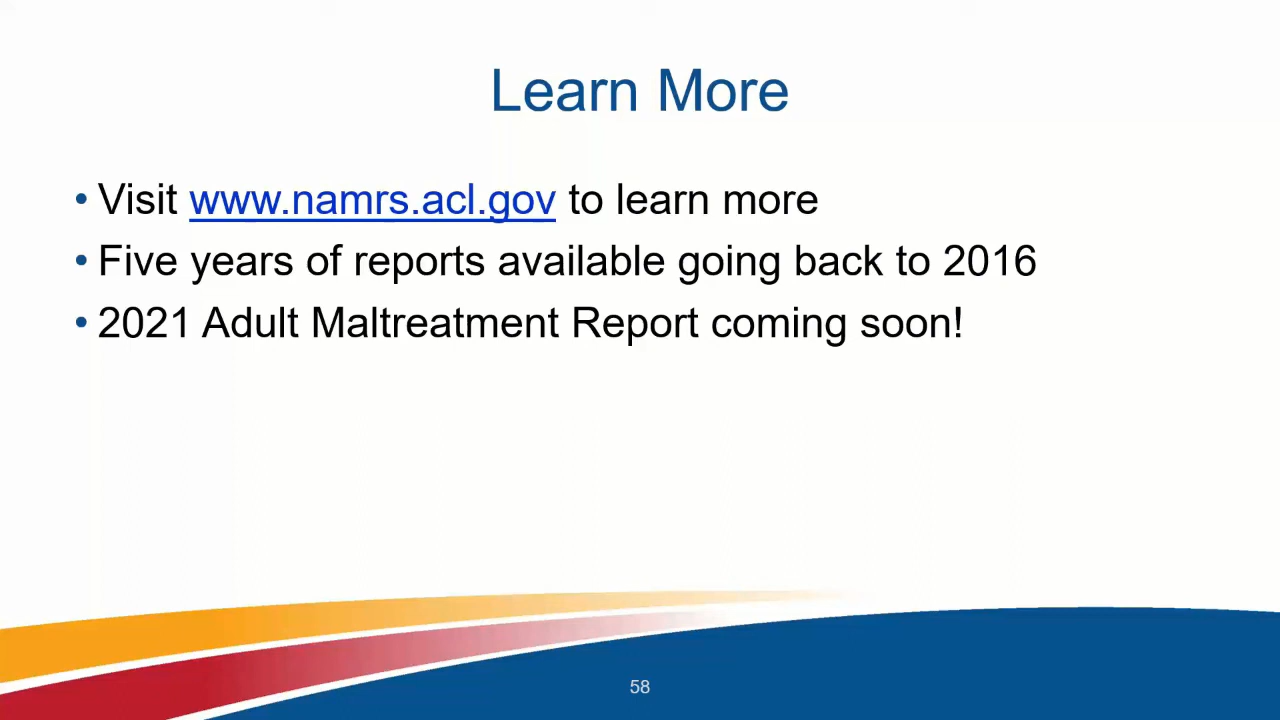 Learn More
• Visit www.namrs.acl.gov to learn more
• Five years of reports available going back to 2016
• 2021 Adult Maltreatment Report coming soon!
58